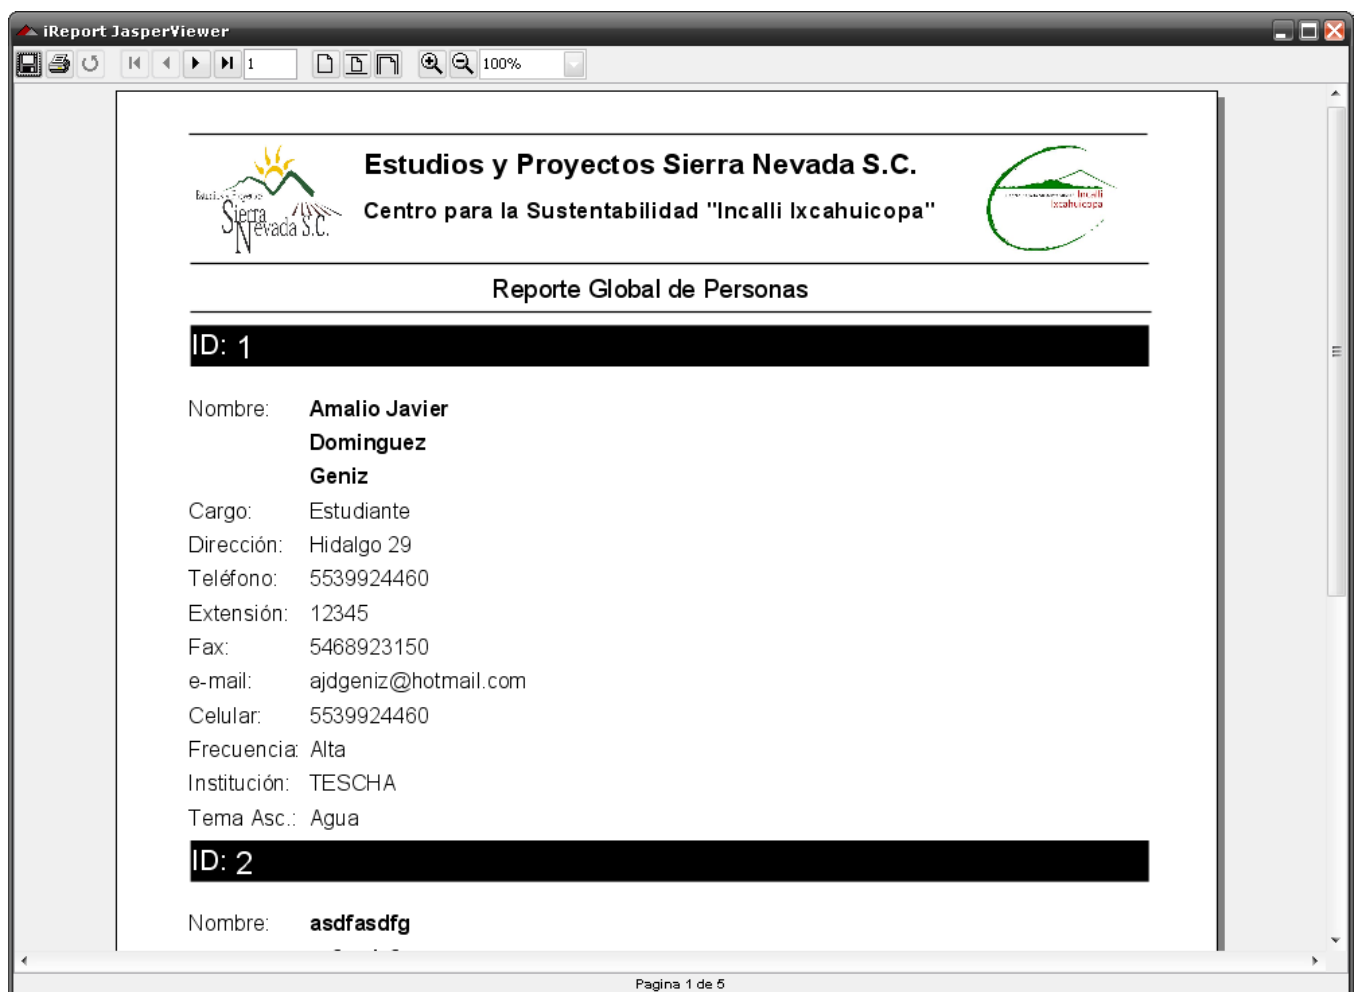 iReport JasperViewer
1
100%
Estudios y Proyectos Sierra Nevada S.C.
Centro para la Sustentabilidad "Incalli Ixcahuicopa"
Sierra
Nevada S.C.
Incalli
Ixcahuicopa
Reporte Global de Personas
ID: 1
Nombre: Amalio Javier
Dominguez
Geniz
Cargo: Estudiante
Dirección: Hidalgo 29
Teléfono: 5539924460
Extensión: 12345
Fax: 5468923150
e-mail: ajdgeniz@hotmail.com
Celular: 5539924460
Frecuencia: Alta
Institución: TESCHA
Tema Asc.: Agua
ID: 2
Nombre: asdfasdfg
Pagina 1 de 5